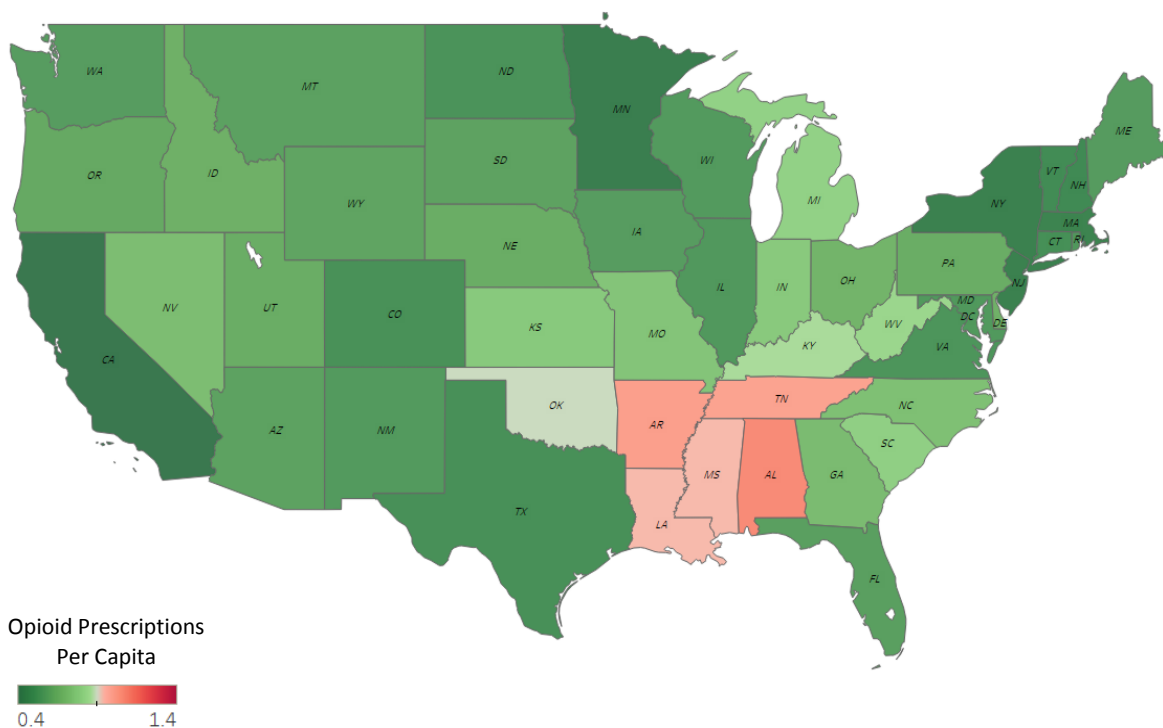 WA
MT
ND
MN
ME
OR
ID
SD
WI
VT
NH
WY
MI
NY
MA
NE
IA
CT
RI
PA
NV
UT
CO
IL
IN
OH
NJ
MD
DE
DC
KS
MO
WV
VA
CA
KY
OK
TN
NC
AZ
NM
AR
SC
MS
AL
GA
TX
LA
FL
Opioid Prescriptions
Per Capita
0.4 1.4